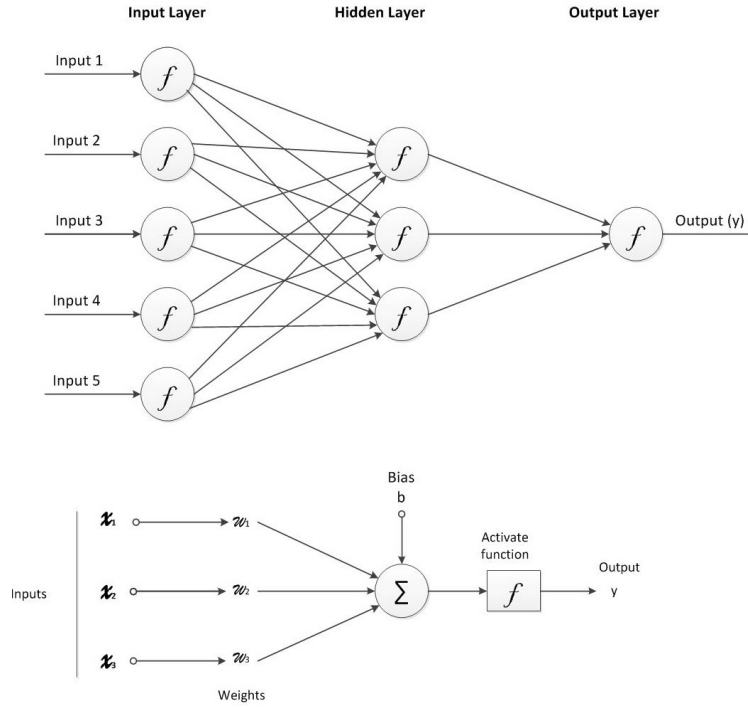 Input Layer
Hidden Layer
Output Layer
Input 1
f
Input 2
f
f
Input 3
f
f
f
Output (y)
Input 4
f
f
Input 5
f
Bias
b
x₁
w₁
Activate
function
Inputs
x₂
w₂
Σ
f
Output
y
x₃
w₃
Weights